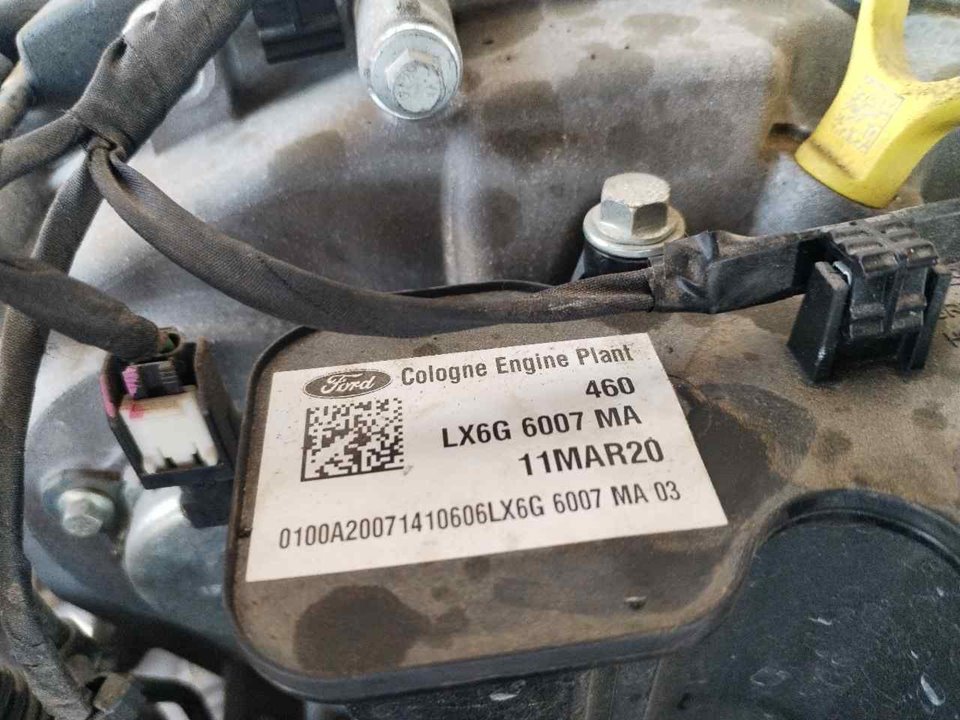 Ford Cologne Engine Plant
460
LX6G 6007 MA
11MAR20
0100A20071410606LX6G 6007 MA 03